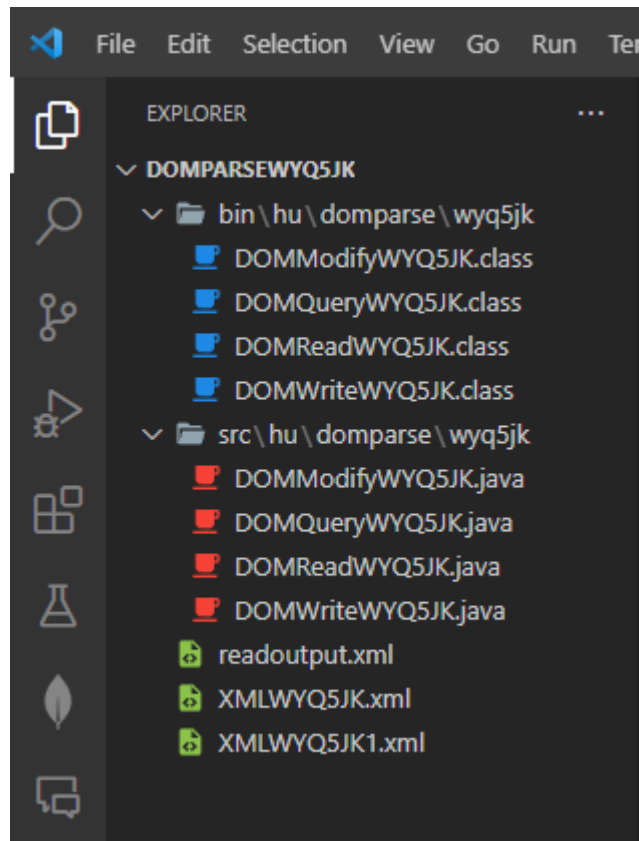 File Edit Selection View Go Run Ter
EXPLORER ...
DOMPARSEWYQ5JK
bin\hu\domparse\wyq5jk
DOMModifyWYQ5JK.class
DOMQueryWYQ5JK.class
DOMReadWYQ5JK.class
DOMWriteWYQ5JK.class
src\hu\domparse\wyq5jk
DOMModifyWYQ5JK.java
DOMQueryWYQ5JK.java
DOMReadWYQ5JK.java
DOMWriteWYQ5JK.java
readoutput.xml
XMLWYQ5JK.xml
XMLWYQ5JK1.xml